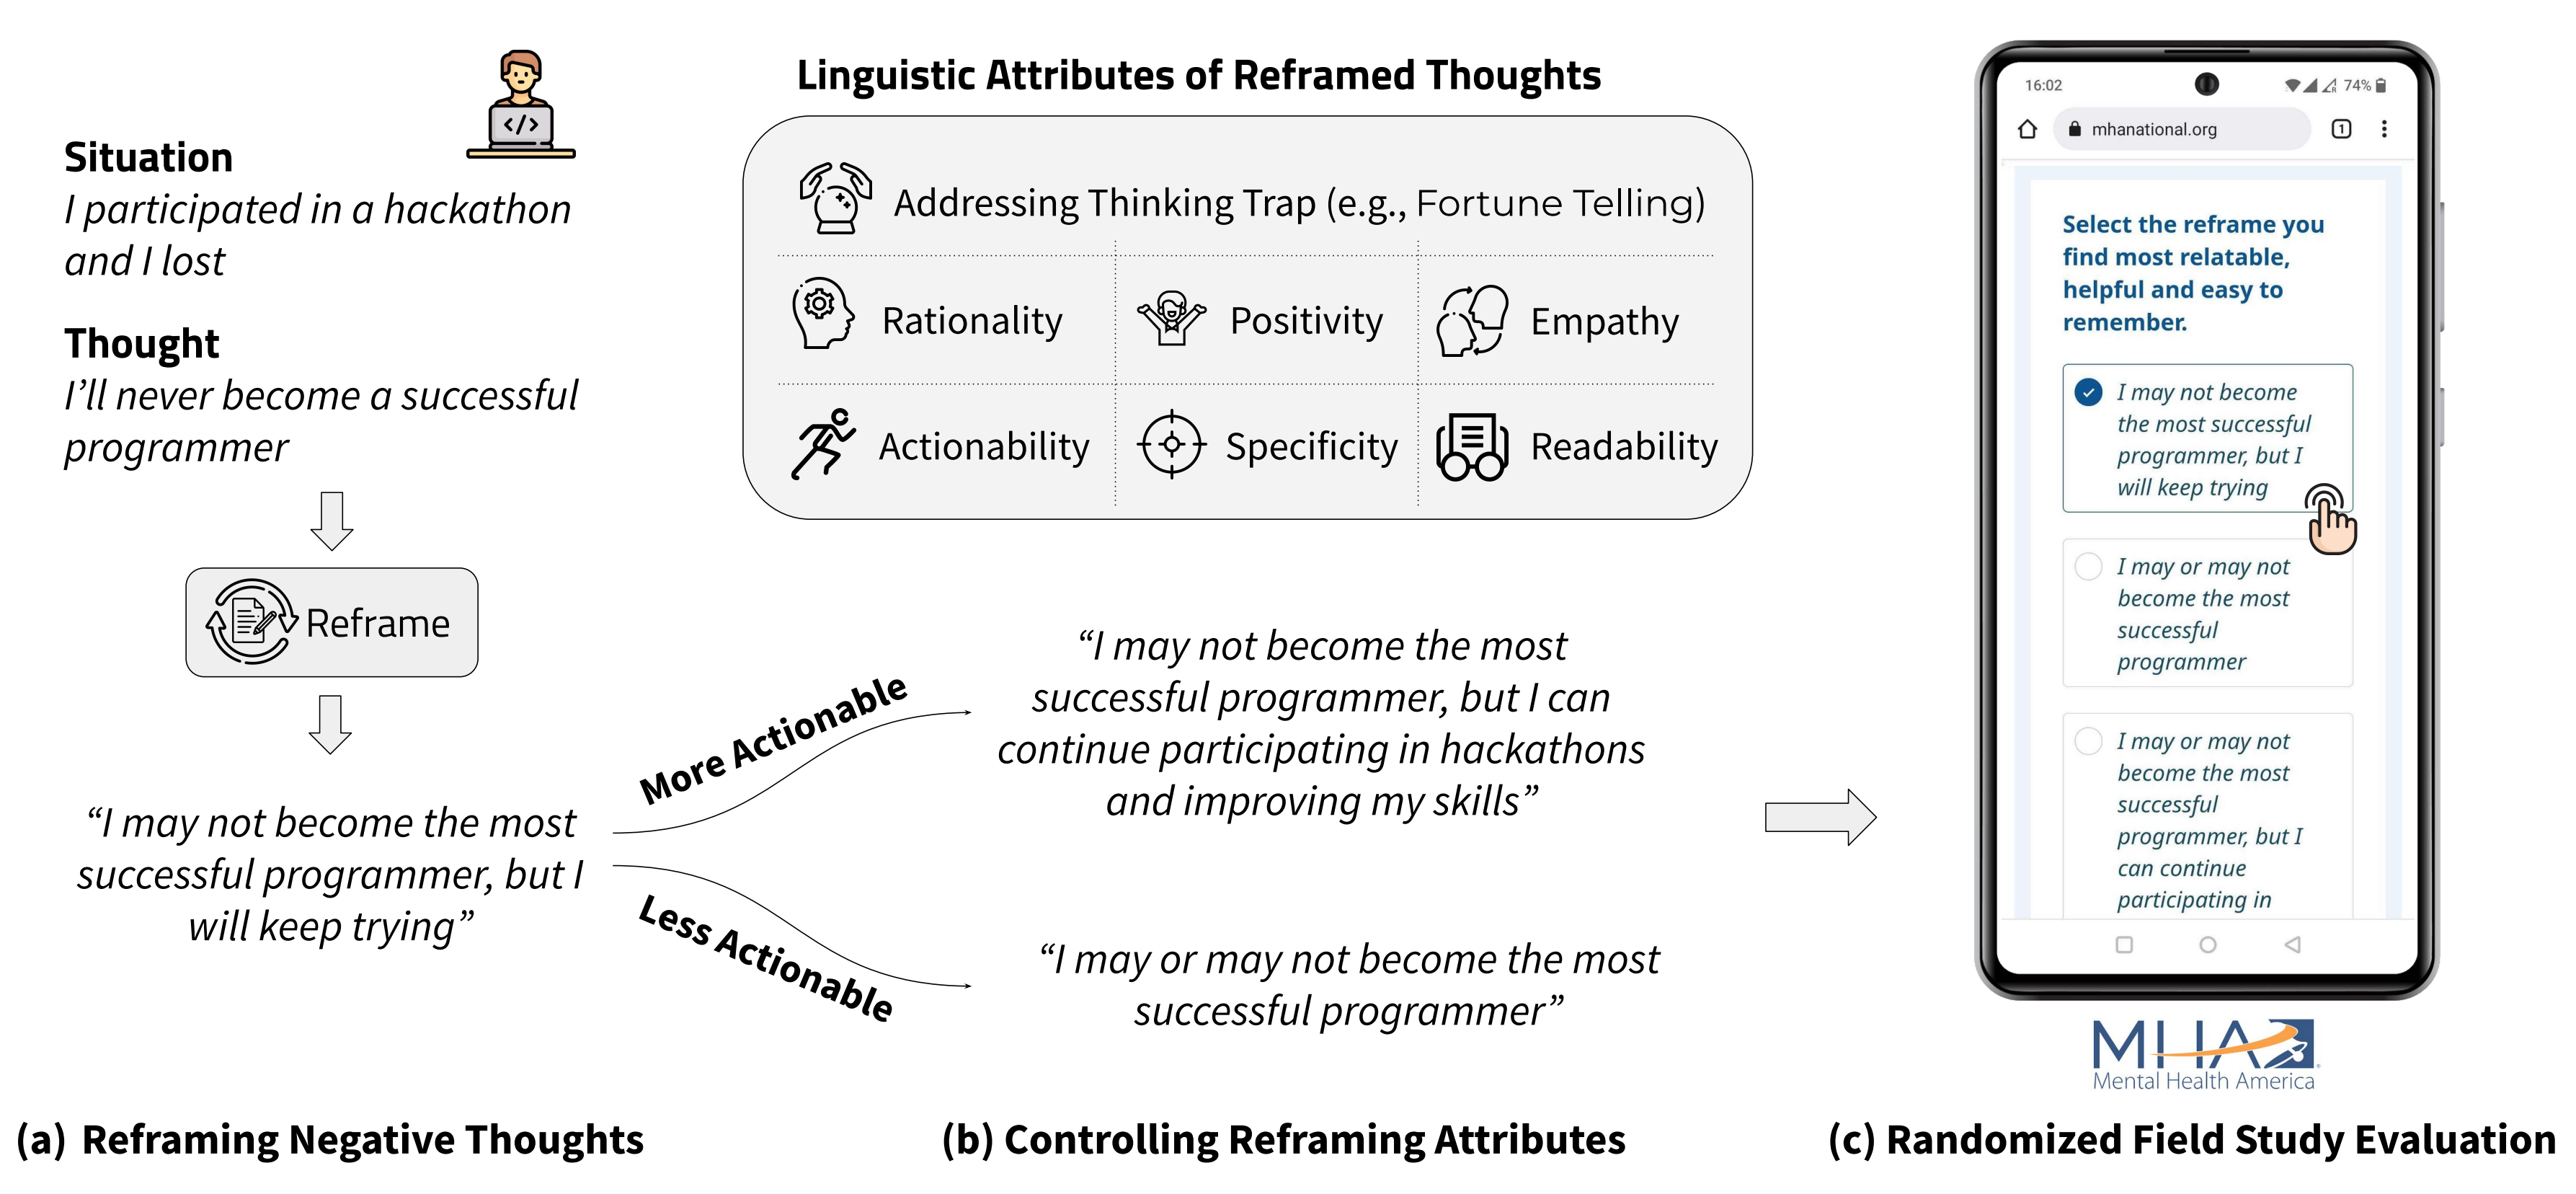 Situation
I participated in a hackathon
and I lost
Thought
I’ll never become a successful
programmer
Reframe
“I may not become the most
successful programmer, but I
will keep trying”
(a) Reframing Negative Thoughts
Linguistic Attributes of Reframed Thoughts
Addressing Thinking Trap (e.g., Fortune Telling)
Rationality
Positivity
Empathy
Actionability
Specificity
Readability
More Actionable
“I may not become the most
successful programmer, but I can
continue participating in hackathons
and improving my skills”
Less Actionable
“I may or may not become the most
successful programmer”
(b) Controlling Reframing Attributes
16:02
74%
mhanational.org
1
Select the reframe you
find most relatable,
helpful and easy to
remember.
I may not become
the most successful
programmer, but I
will keep trying
I may or may not
become the most
successful
programmer
I may or may not
become the most
successful
programmer, but I
can continue
participating in
MHA
Mental Health America
(c) Randomized Field Study Evaluation